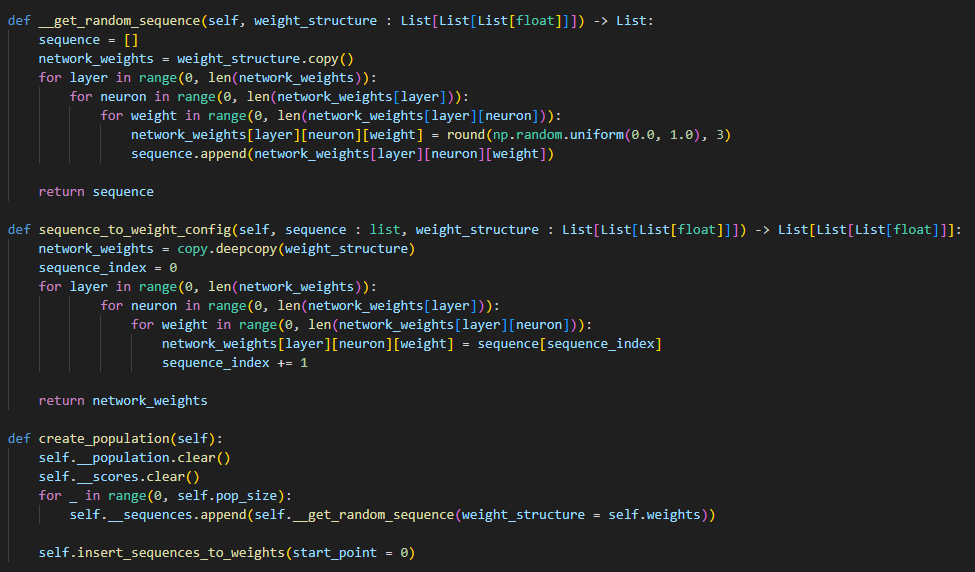 def __get_random_sequence(self, weight_structure : List[List[List[float]]]) -> List:
    sequence = []
    network_weights = weight_structure.copy()
    for layer in range(0, len(network_weights)):
        for neuron in range(0, len(network_weights[layer])):
            for weight in range(0, len(network_weights[layer][neuron])):
                network_weights[layer][neuron][weight] = round(np.random.uniform(0.0, 1.0), 3)
                sequence.append(network_weights[layer][neuron][weight])

    return sequence

def sequence_to_weight_config(self, sequence : list, weight_structure : List[List[List[float]]]) -> List[List[List[float]]]:
    network_weights = copy.deepcopy(weight_structure)
    sequence_index = 0
    for layer in range(0, len(network_weights)):
            for neuron in range(0, len(network_weights[layer])):
                for weight in range(0, len(network_weights[layer][neuron])):
                    network_weights[layer][neuron][weight] = sequence[sequence_index]
                    sequence_index += 1

    return network_weights

def create_population(self):
    self.__population.clear()
    self.__scores.clear()
    for _ in range(0, self.pop_size):
        self.__sequences.append(self.__get_random_sequence(weight_structure = self.weights))

    self.insert_sequences_to_weights(start_point = 0)